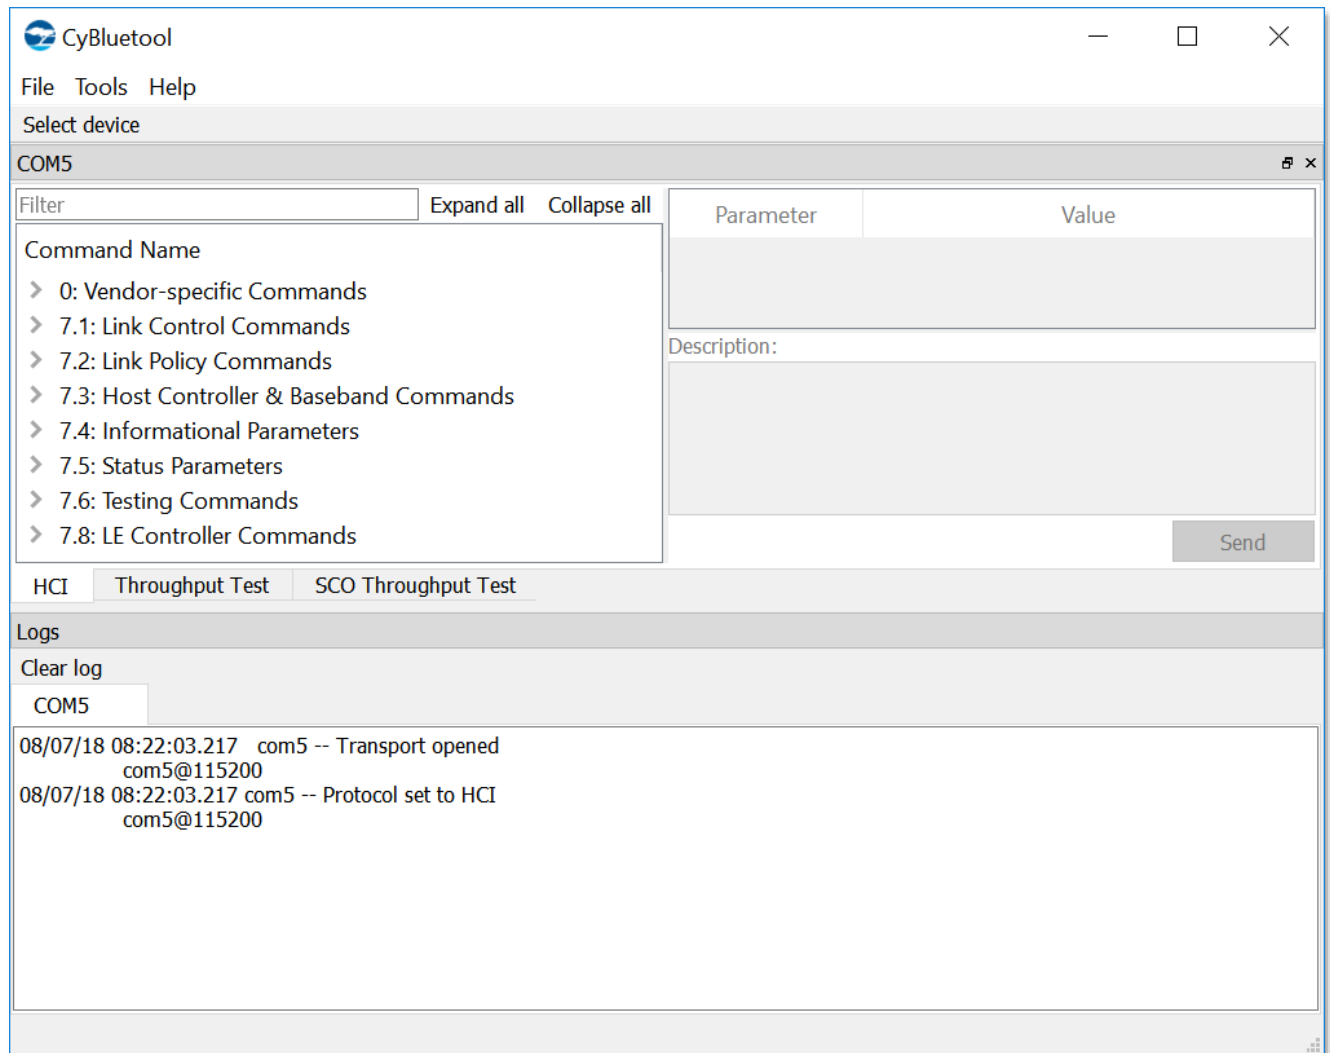 CyBluetool
File Tools Help
Select device
COM5
Filter Expand all Collapse all
Command Name
0: Vendor-specific Commands
7.1: Link Control Commands
7.2: Link Policy Commands
7.3: Host Controller & Baseband Commands
7.4: Informational Parameters
7.5: Status Parameters
7.6: Testing Commands
7.8: LE Controller Commands
Parameter Value
Description:
Send
HCI Throughput Test SCO Throughput Test
Logs
Clear log
COM5
08/07/18 08:22:03.217 com5 -- Transport opened
com5@115200
08/07/18 08:22:03.217 com5 -- Protocol set to HCI
com5@115200